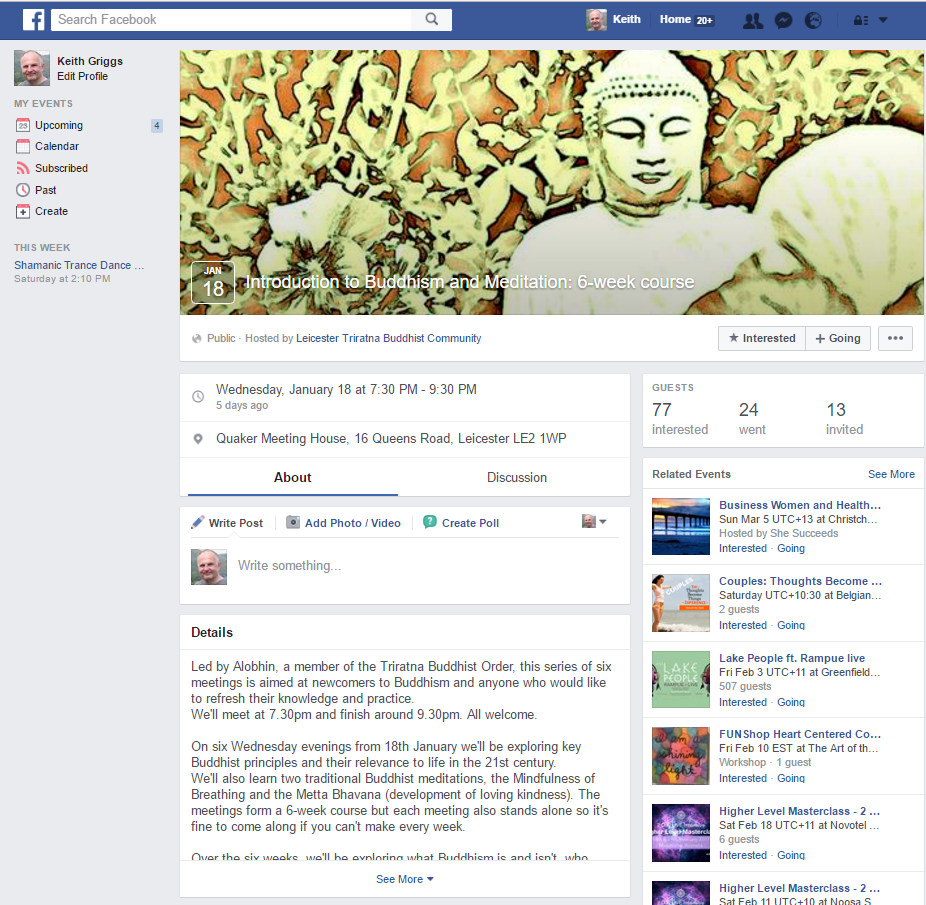 Search Facebook
Keith
Home 20+
Keith Griggs
Edit Profile
MY EVENTS
29 Upcoming 4
Calendar
Subscribed
Past
Create
THIS WEEK
Shamanic Trance Dance ...
Saturday at 2:10 PM
JAN
18
Introduction to Buddhism and Meditation: 6-week course
Public · Hosted by Leicester Triratna Buddhist Community
Interested
Going
Wednesday, January 18 at 7:30 PM - 9:30 PM
5 days ago
Quaker Meeting House, 16 Queens Road, Leicester LE2 1WP
About
Discussion
Write Post
Add Photo / Video
Create Poll
Write something...
Details
Led by Alobhin, a member of the Triratna Buddhist Order, this series of six
meetings is aimed at newcomers to Buddhism and anyone who would like
to refresh their knowledge and practice.
We'll meet at 7.30pm and finish around 9.30pm. All welcome.
On six Wednesday evenings from 18th January we'll be exploring key
Buddhist principles and their relevance to life in the 21st century.
We'll also learn two traditional Buddhist meditations, the Mindfulness of
Breathing and the Metta Bhavana (development of loving kindness). The
meetings form a 6-week course but each meeting also stands alone so it's
fine to come along if you can't make every week.
Over the six weeks, we'll be exploring what Buddhism is and isn't, who
See More
GUESTS
77 24 13
interested went invited
Related Events
See More
Business Women and Health...
Sun Mar 5 UTC+13 at Christch...
Hosted by She Succeeds
Interested · Going
Couples: Thoughts Become ...
Saturday UTC+10:30 at Belgian...
2 guests
Interested · Going
LAKE
PEOPLE
Lake People ft. Rampue live
Fri Feb 3 UTC+11 at Greenfield...
507 guests
Interested · Going
I am a
shining
light
FUNShop Heart Centered Co...
Fri Feb 10 EST at The Art of th...
Workshop · 1 guest
Interested · Going
Higher Level Masterclass - 2 ...
Sat Feb 18 UTC+11 at Novotel ...
6 guests
Interested · Going
Higher Level Masterclass - 2 ...
Sat Feb 11 UTC+10 at Noosa S...